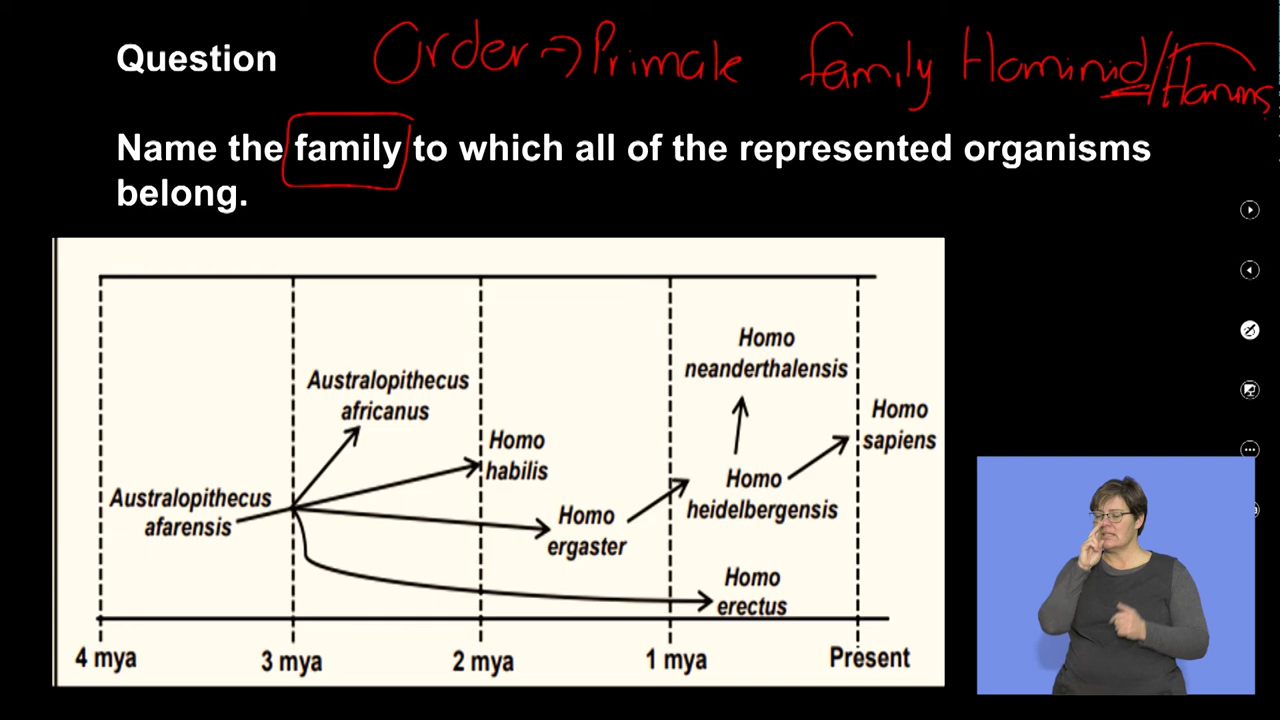 Question
Order → Primate Family Hominid/Hominins
Name the family to which all of the represented organisms
belong.
Homo
neanderthalensis
Australopithecus
africanus
Homo
sapiens
Homo
habilis
Australopithecus
afarensis
Homo
heidelbergensis
Homo
ergaster
Homo
erectus
4 mya
3 mya
2 mya
1 mya
Present